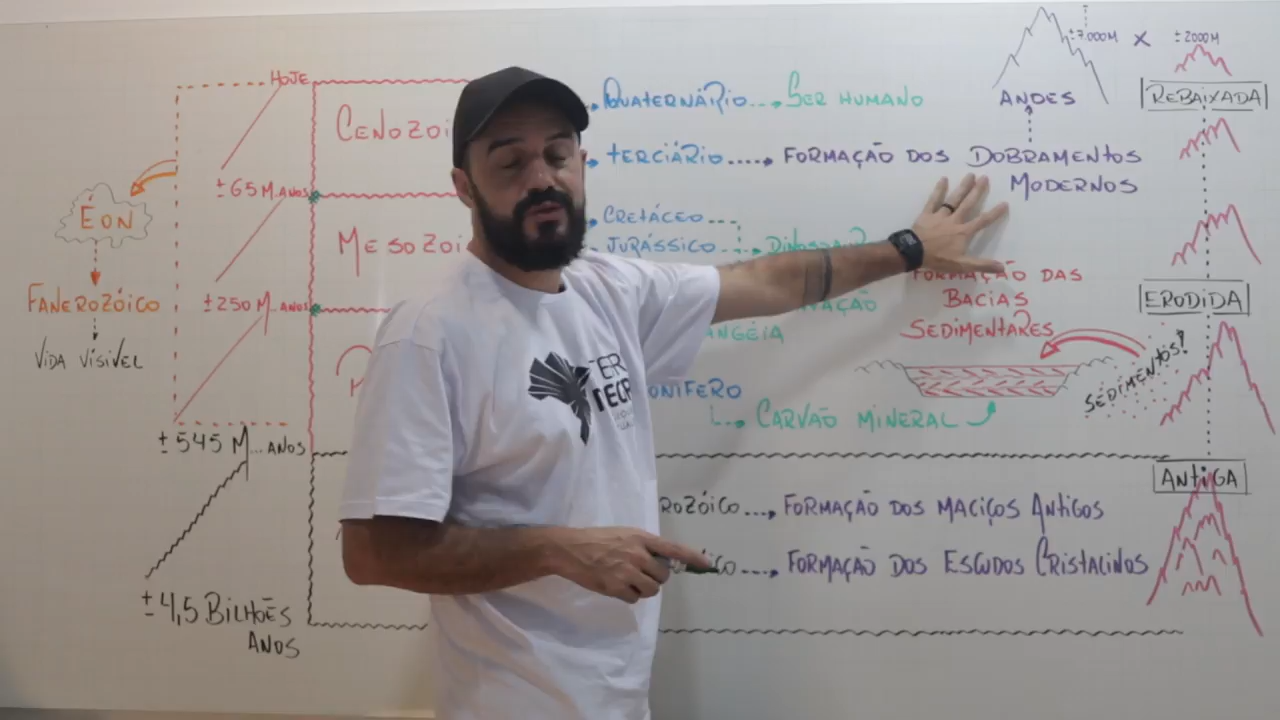 HOJE
±65 M. ANOS
±250 M. ANOS
±545 M... ANOS
±4,5 BILHÕES
ANOS
EON
FANEROZÓICO
VIDA VISÍVEL
CENOZOI
MESOZOI
QUATERNÁRIO
SER HUMANO
TERCIÁRIO
FORMAÇÃO DOS DOBRAMENTOS
MODERNOS
ANDES
±7.000M X ±2000M
REBAIXADA
CRETÁCEO
JURÁSSICO
FORMAÇÃO DAS
BACIAS
SEDIMENTARES
ANGÉIA
ERODIDA
SEDIMENTOS!
ONIFERO
CARVÃO MINERAL
ANTIGA
ROZÓICO
FORMAÇÃO DOS MACIÇOS ANTIGOS
FORMAÇÃO DOS ESCUDOS CRISTALINOS